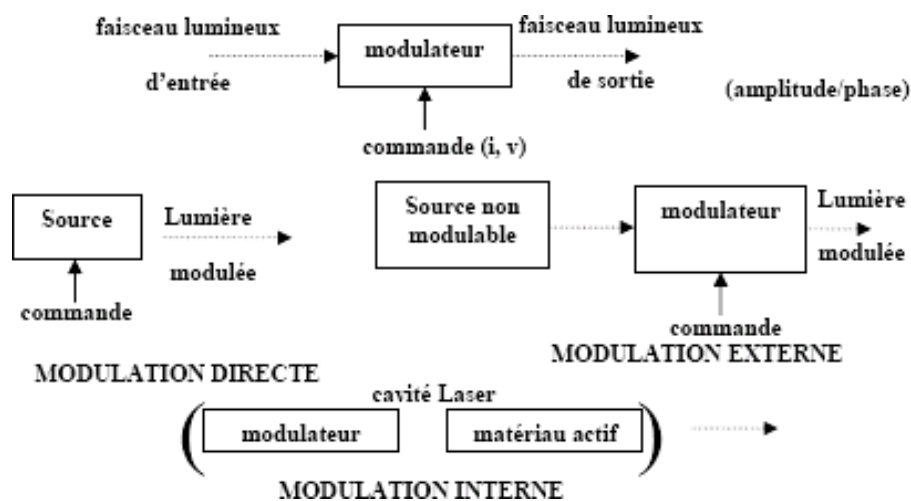 faisceau lumineux
d'entrée
modulateur
faisceau lumineux
de sortie
(amplitude/phase)
commande (i, v)
Source
Lumière
modulée
commande
MODULATION DIRECTE
Source non
modulable
modulateur
Lumière
modulée
commande
MODULATION EXTERNE
cavité Laser
modulateur
matériau actif
MODULATION INTERNE